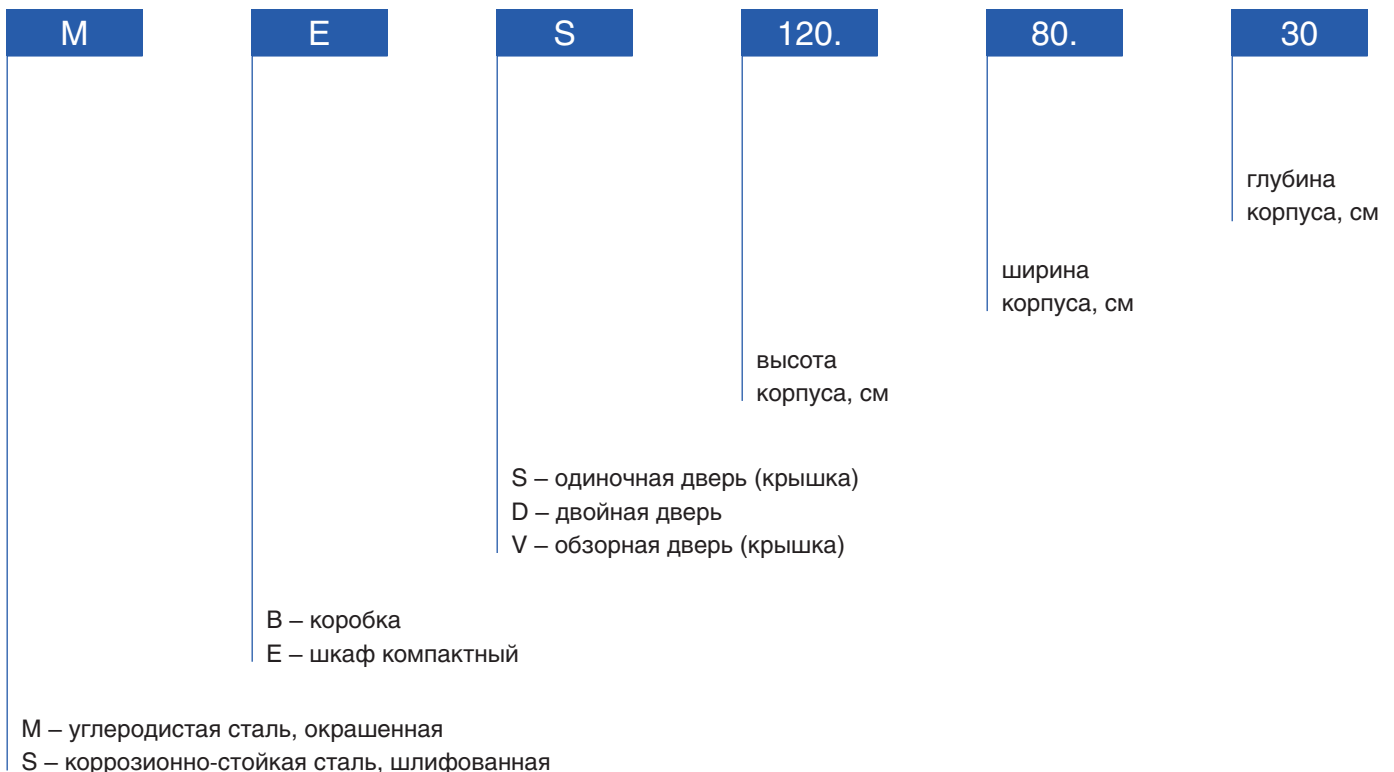 M E S 120. 80. 30
глубина
корпуса, см
ширина
корпуса, см
высота
корпуса, см
S – одиночная дверь (крышка)
D – двойная дверь
V – обзорная дверь (крышка)
B – коробка
E – шкаф компактный
M – углеродистая сталь, окрашенная
S – коррозионно-стойкая сталь, шлифованная